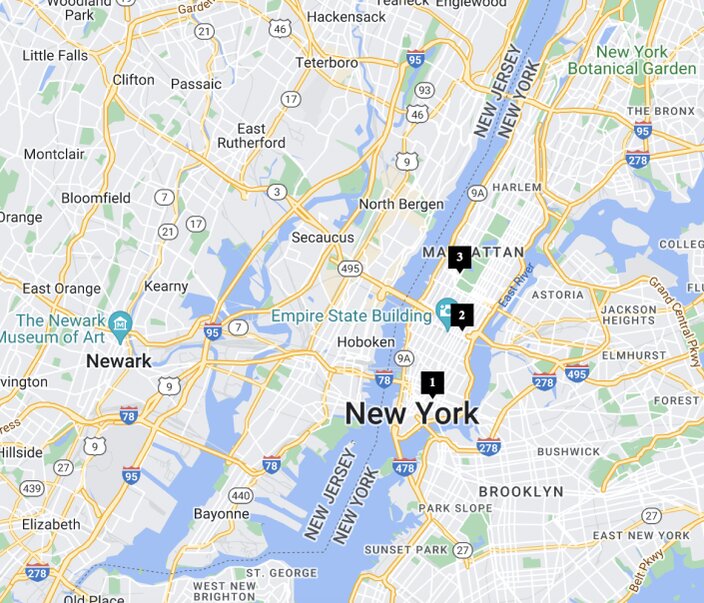 Woodland
Park
Teaneck
Englewood
Hackensack
Garden
46
21
Little Falls
Teterboro
95
New York
Botanical Garden
Clifton
Passaic
93
17
46
NEW JERSEY
NEW YORK
THE BRONX
East
Rutherford
95
278
Montclair
9
3
9A
HARLEM
Bloomfield
7
North Bergen
Orange
17
21
Secaucus
MANHATTAN
3
COLLEG
495
East River
East Orange
Kearny
ASTORIA
Grand Central Pkwy
The Newark
Museum of Art
95
7
Empire State Building
2
JACKSON
HEIGHTS
Hoboken
Newark
9A
ELMHURST
ington
9
78
1
278
495
78
New York
FOREST
ress
9
278
BUSHWICK
Hillside
27
78
478
95
NEW JERSEY
NEW YORK
439
440
BROOKLYN
Bayonne
PARK SLOPE
27
Elizabeth
EAST NEW YORK
SUNSET PARK
27
Belt Pkwy
278
ST. GEORGE
WEST NEW
BRIGHTON
Old Place